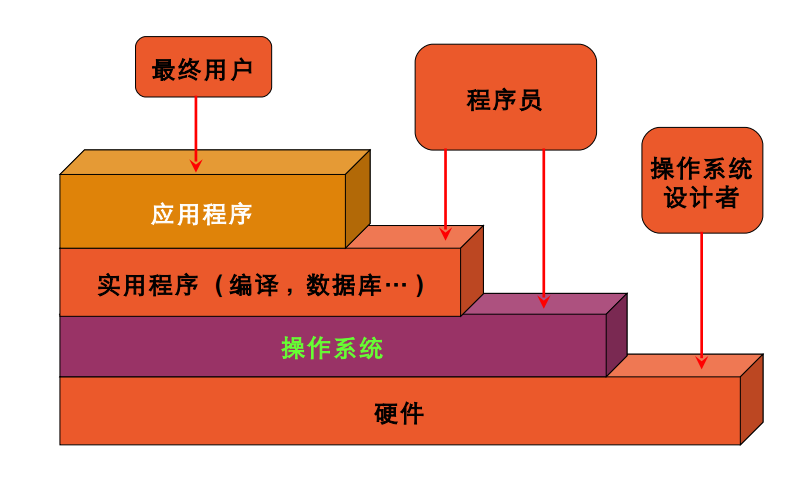 最终用户
程序员
操作系统
设计者
应用程序
实用程序（编译，数据库…）
操作系统
硬件